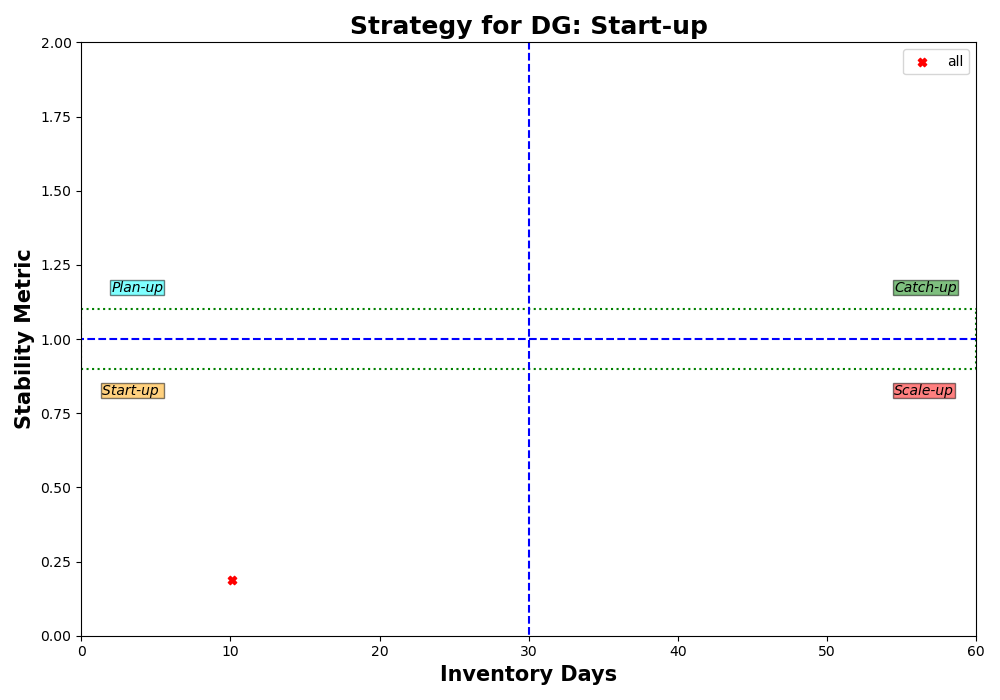 Strategy for DG: Start-up
all
Stability Metric
2.00
1.75
1.50
1.25
1.00
0.75
0.50
0.25
0.00
Plan-up
Catch-up
Start-up
Scale-up
0 10 20 30 40 50 60
Inventory Days